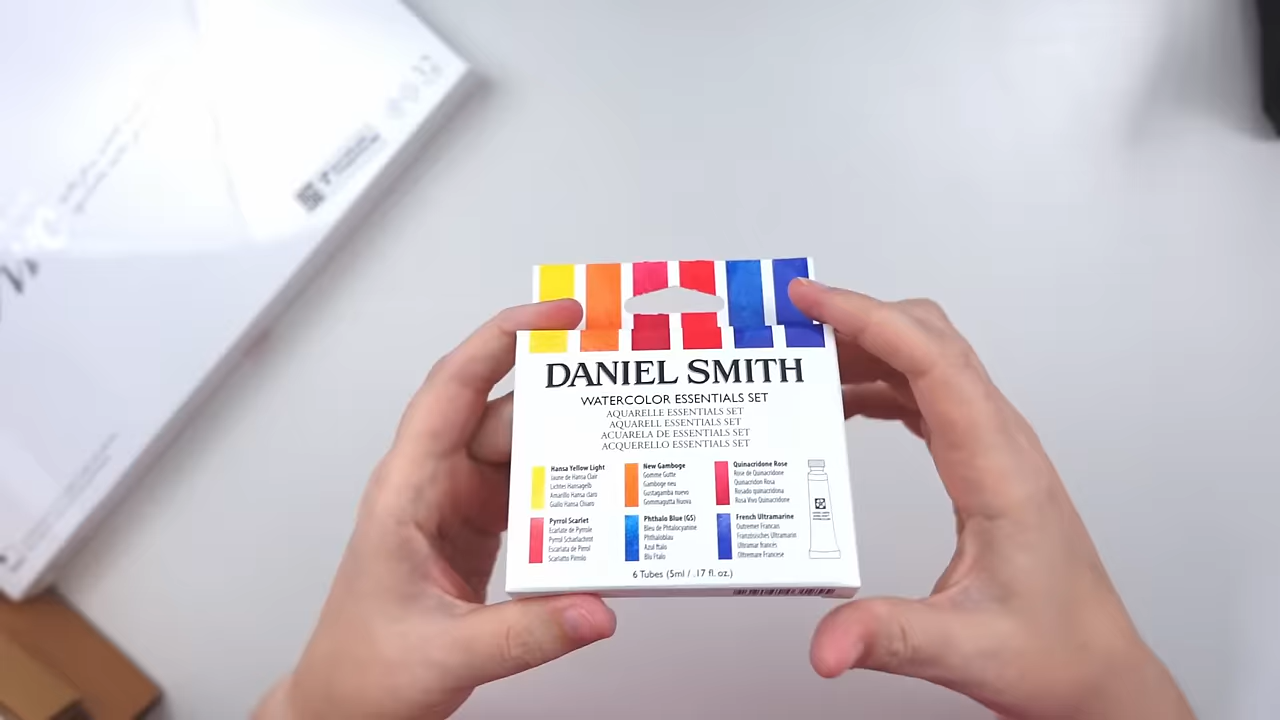 DANIEL SMITH
WATERCOLOR ESSENTIALS SET
AQUARELLE ESSENTIALS SET
AQUARELL ESSENTIALS SET
ACUARELA DE ESSENTIALS SET
ACQUERELLO ESSENTIALS SET
Hansa Yellow Light
Jaune de Hansa Clair
Lichtes Hansagelb
Amarillo Hansa claro
Giallo Hansa Chiaro
New Gamboge
Gomme Gutte
Gamboge neu
Gustagamba nuevo
Gommagutta Nuova
Quinacridone Rose
Rose de Quinacridone
Quinacridon Rosa
Rosado quinacridona
Rosa Vivo Quinacridone
Pyrrol Scarlet
Ecarlate de Pyrrole
Pyrrol Scharlachrot
Escarlata de Pirrol
Scarlatto Pirrolo
Phthalo Blue (GS)
Bleu de Phtalocyanine
Phthaloblau
Azul ftalo
Blu Ftalo
French Ultramarine
Outremer Francais
Französisches Ultramarin
Ultramar francés
Oltremare Francese
6 Tubes (5ml / .17 fl. oz.)